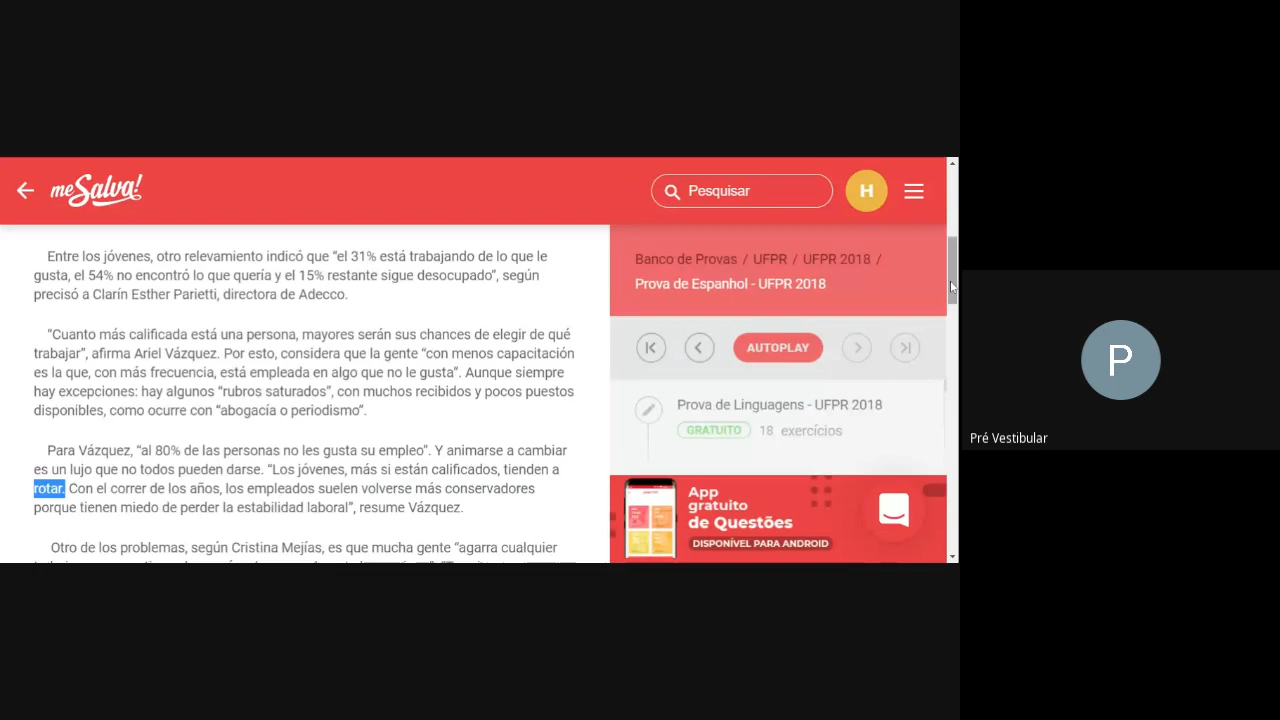 me Salva!
Pesquisar
H
Entre los jóvenes, otro relevamiento indicó que “el 31% está trabajando de lo que le
gusta, el 54% no encontró lo que quería y el 15% restante sigue desocupado”, según
precisó a Clarín Esther Parietti, directora de Adecco.
“Cuanto más calificada está una persona, mayores serán sus chances de elegir de qué
trabajar”, afirma Ariel Vázquez. Por esto, considera que la gente “con menos capacitación
es la que, con más frecuencia, está empleada en algo que no le gusta”. Aunque siempre
hay excepciones: hay algunos “rubros saturados”, con muchos recibidos y pocos puestos
disponibles, como ocurre con “abogacía o periodismo”.
Para Vázquez, “al 80% de las personas no les gusta su empleo”. Y animarse a cambiar
es un lujo que no todos pueden darse. “Los jóvenes, más si están calificados, tienden a
rotar. Con el correr de los años, los empleados suelen volverse más conservadores
porque tienen miedo de perder la estabilidad laboral”, resume Vázquez.
Otro de los problemas, según Cristina Mejías, es que mucha gente “agarra cualquier
Banco de Provas / UFPR / UFPR 2018 /
Prova de Espanhol - UFPR 2018
AUTOPLAY
Prova de Linguagens - UFPR 2018
GRATUITO 18 exercícios
App
gratuito
de Questões
DISPONÍVEL PARA ANDROID
P
Pré Vestibular